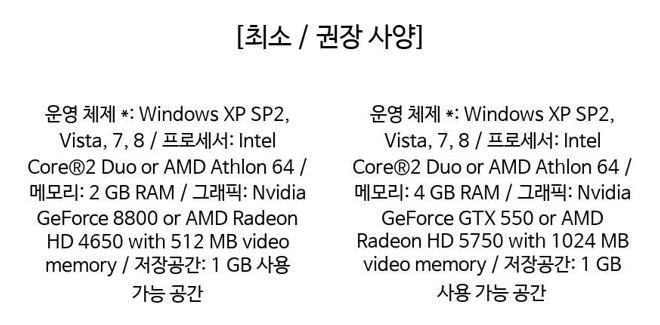 [최소 / 권장 사양]
운영 체제 *: Windows XP SP2,
Vista, 7, 8 / 프로세서: Intel
Core®2 Duo or AMD Athlon 64 /
메모리: 2 GB RAM / 그래픽: Nvidia
GeForce 8800 or AMD Radeon
HD 4650 with 512 MB video
memory / 저장공간: 1 GB 사용
가능 공간
운영 체제 *: Windows XP SP2,
Vista, 7, 8 / 프로세서: Intel
Core®2 Duo or AMD Athlon 64 /
메모리: 4 GB RAM / 그래픽: Nvidia
GeForce GTX 550 or AMD
Radeon HD 5750 with 1024 MB
video memory / 저장공간: 1 GB
사용 가능 공간